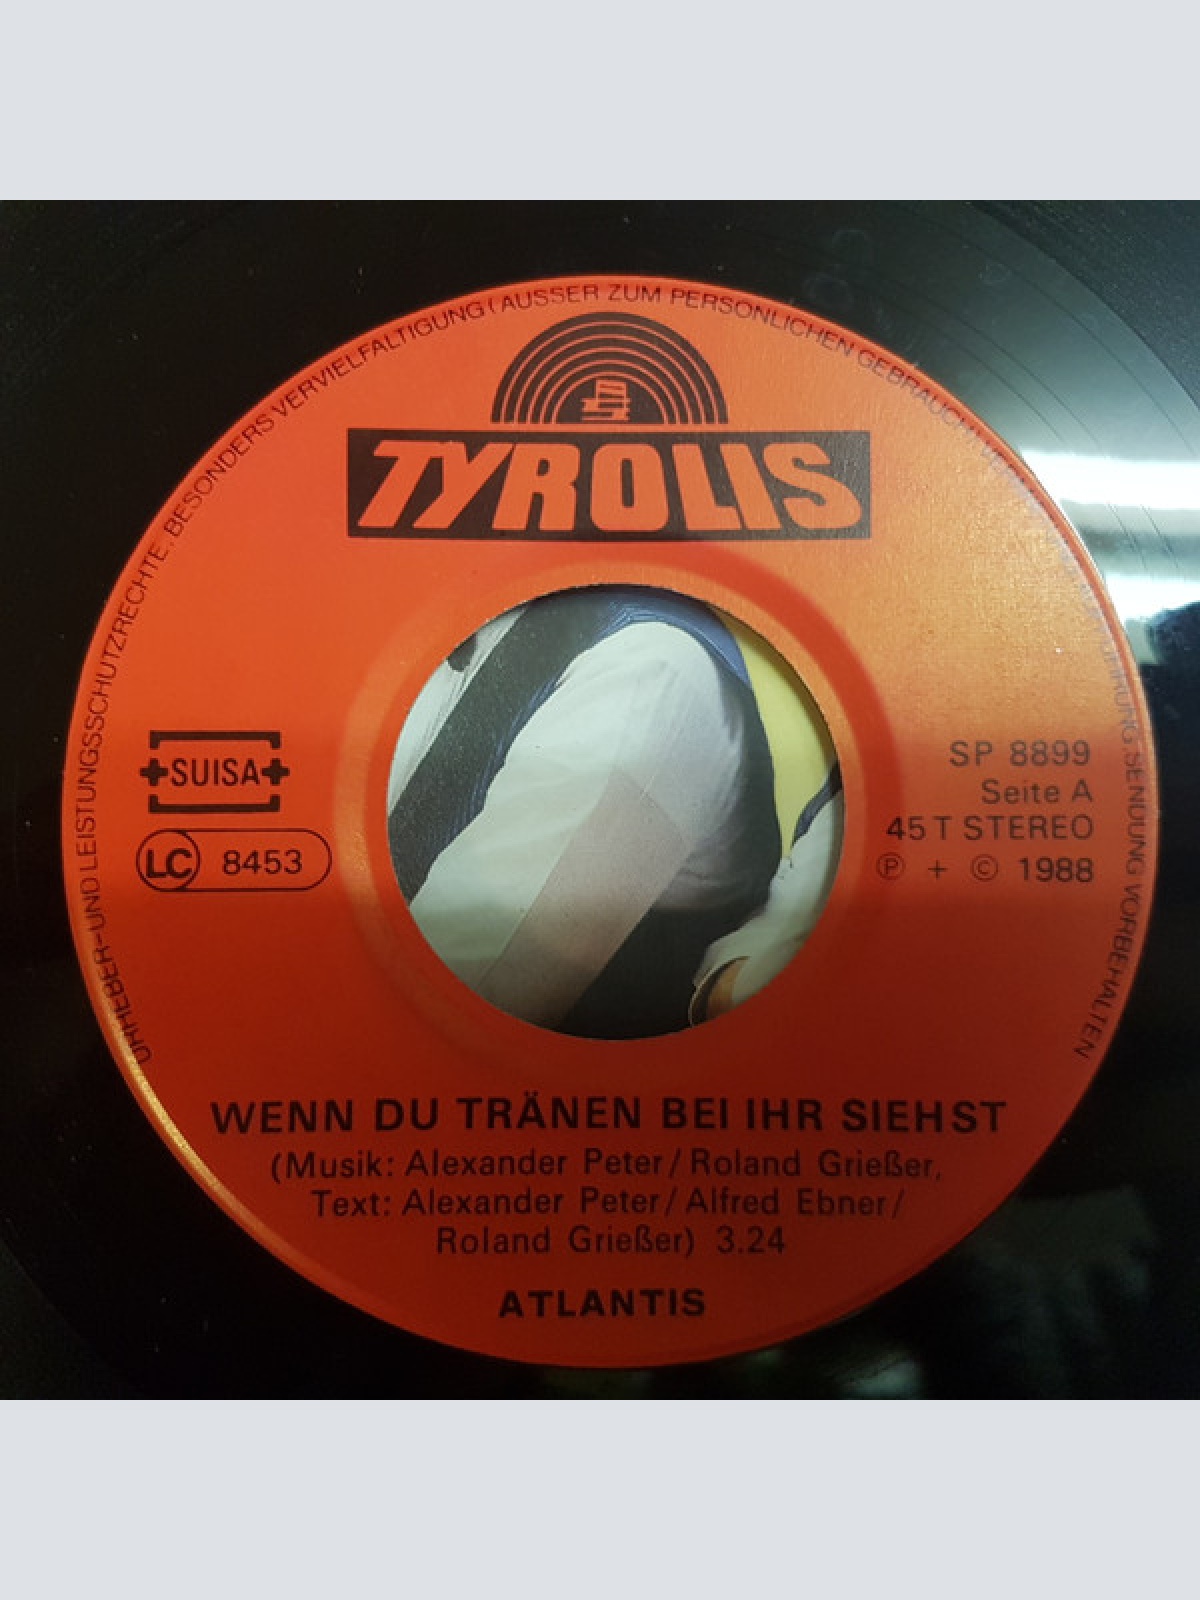 URHEBER-UND LEISTUNGSSCHUTZRECHTE, BESONDERS VERVIELFÄLTIGUNG (AUSSER ZUM PERSÖNLICHEN GEBRAUCH), SENDUNG VORBEHALTEN
TYROLIS
SUISA
LC 8453
SP 8899
Seite A
45 T STEREO
℗ + © 1988
WENN DU TRÄNEN BEI IHR SIEHST
(Musik: Alexander Peter/Roland Grießer,
Text: Alexander Peter/Alfred Ebner/
Roland Grießer) 3.24
ATLANTIS